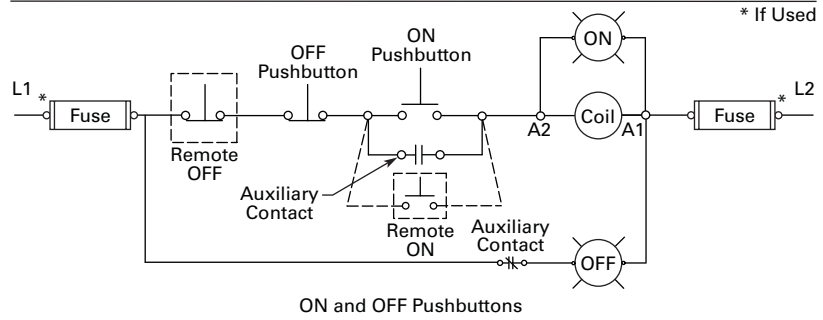 * If Used
ON
ON
Pushbutton
OFF
Pushbutton
L1
*
Fuse
Remote
OFF
A2
Coil
A1
Fuse
*
L2
Auxiliary
Contact
Remote
ON
Auxiliary
Contact
OFF
ON and OFF Pushbuttons